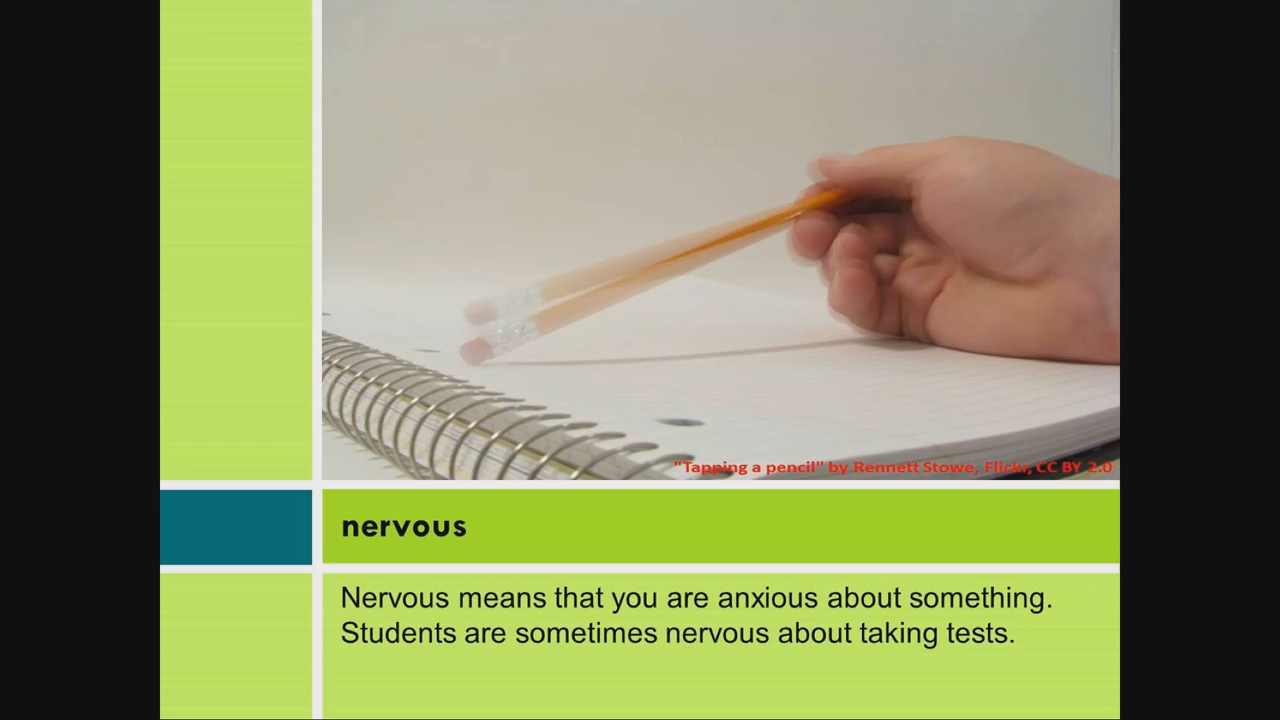 "Tapping a pencil" by Rennett Stowe, Flickr, CC BY 2.0
nervous
Nervous means that you are anxious about something.
Students are sometimes nervous about taking tests.